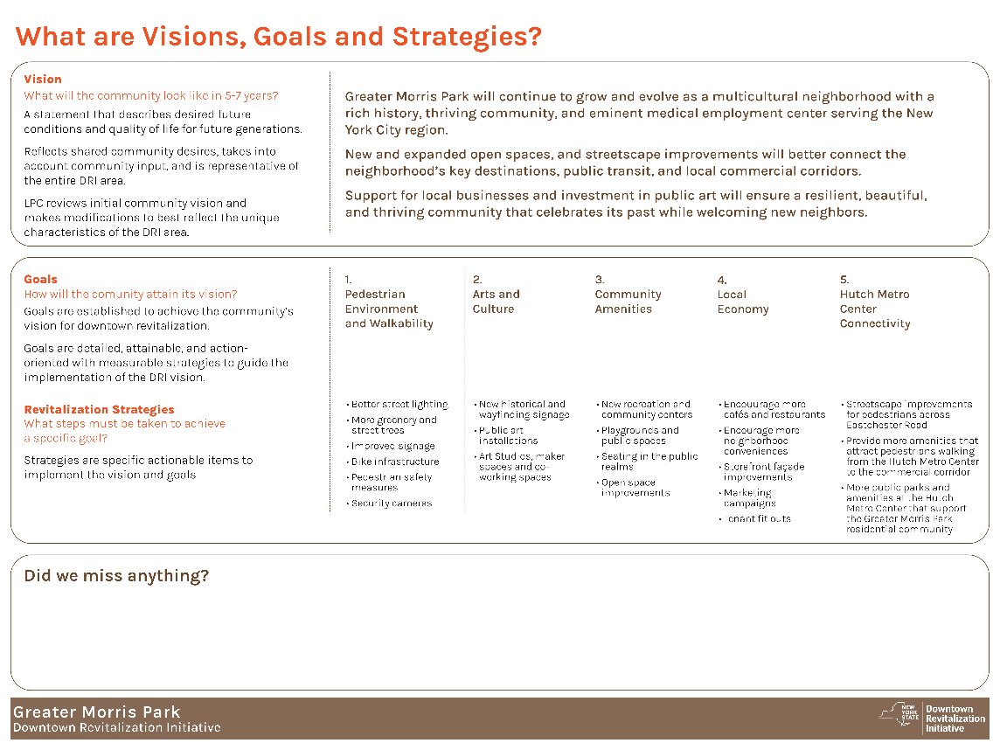 What are Visions, Goals and Strategies?
Vision
What will the community look like in 5-7 years?
A statement that describes desired future
conditions and quality of life for future generations.
Reflects shared community desires, takes into
account community input, and is representative of
the entire DRI area.
LPC reviews initial community vision and
makes modifications to best reflect the unique
characteristics of the DRI area.
Greater Morris Park will continue to grow and evolve as a multicultural neighborhood with a
rich history, thriving community, and eminent medical employment center serving the New
York City region.
New and expanded open spaces, and streetscape improvements will better connect the
neighborhood's key destinations, public transit, and local commercial corridors.
Support for local businesses and investment in public art will ensure a resilient, beautiful,
and thriving community that celebrates its past while welcoming new neighbors.
Goals
How will the comunity attain its vision?
Goals are established to achieve the community's
vision for downtown revitalization.
Goals are detailed, attainable, and action-
oriented with measurable strategies to guide the
implementation of the DRI vision.
Revitalization Strategies
What steps must be taken to achieve
a specific goal?
Strategies are specific actionable items to
implement the vision and goals
1.
Pedestrian
Environment
and Walkability
• Better street lighting
• More greenery and
street trees
• Improved signage
• Bike infrastructure
• Pedestrian safety
measures
• Security cameras
2.
Arts and
Culture
• New historical and
wayfinding signage
• Public art
installations
• Art Studios, maker
spaces and co-
working spaces
3.
Community
Amenities
• New recreation and
community centers
• Playgrounds and
public spaces
• Seating in the public
realms
• Open space
improvements
4.
Local
Economy
• Encouurage more
cafés and restaurants
• Encourage more
neighborhood
conveniences
• Storefront façade
improvements
• Marketing
campaigns
• Tenant fit outs
5.
Hutch Metro
Center
Connectivity
• Streetscape improvements
for pedestrians across
Eastchester Road
• Provide more amenities that
attract pedestrians walking
from the Hutch Metro Center
to the commercial corridor
• More public parks and
amenities at the Hutch
Metro Center that support
the Greater Morris Park
residential community
Did we miss anything?
Greater Morris Park
Downtown Revitalization Initiative
NEW
YORK
STATE
Downtown
Revitalization
Initiative